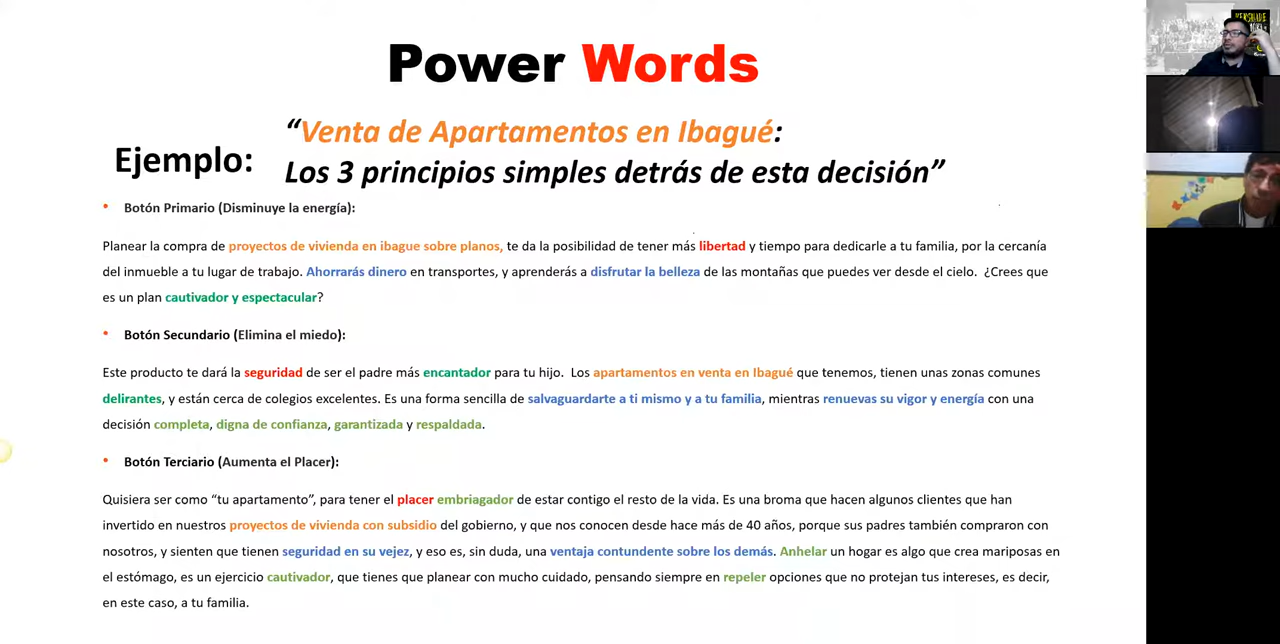 Power Words
“Venta de Apartamentos en Ibagué:
Ejemplo:
Los 3 principios simples detrás de esta decisión”
• Botón Primario (Disminuye la energía):
Planear la compra de proyectos de vivienda en ibague sobre planos, te da la posibilidad de tener más libertad y tiempo para dedicarle a tu familia, por la cercanía
del inmueble a tu lugar de trabajo. Ahorrarás dinero en transportes, y aprenderás a disfrutar la belleza de las montañas que puedes ver desde el cielo. ¿Crees que
es un plan cautivador y espectacular?
• Botón Secundario (Elimina el miedo):
Este producto te dará la seguridad de ser el padre más encantador para tu hijo. Los apartamentos en venta en Ibagué que tenemos, tienen unas zonas comunes
delirantes, y están cerca de colegios excelentes. Es una forma sencilla de salvaguardarte a ti mismo y a tu familia, mientras renuevas su vigor y energía con una
decisión completa, digna de confianza, garantizada y respaldada.
• Botón Terciario (Aumenta el Placer):
Quisiera ser como “tu apartamento”, para tener el placer embriagador de estar contigo el resto de la vida. Es una broma que hacen algunos clientes que han
invertido en nuestros proyectos de vivienda con subsidio del gobierno, y que nos conocen desde hace más de 40 años, porque sus padres también compraron con
nosotros, y sienten que tienen seguridad en su vejez, y eso es, sin duda, una ventaja contundente sobre los demás. Anhelar un hogar es algo que crea mariposas en
el estómago, es un ejercicio cautivador, que tienes que planear con mucho cuidado, pensando siempre en repeler opciones que no protejan tus intereses, es decir,
en este caso, a tu familia.